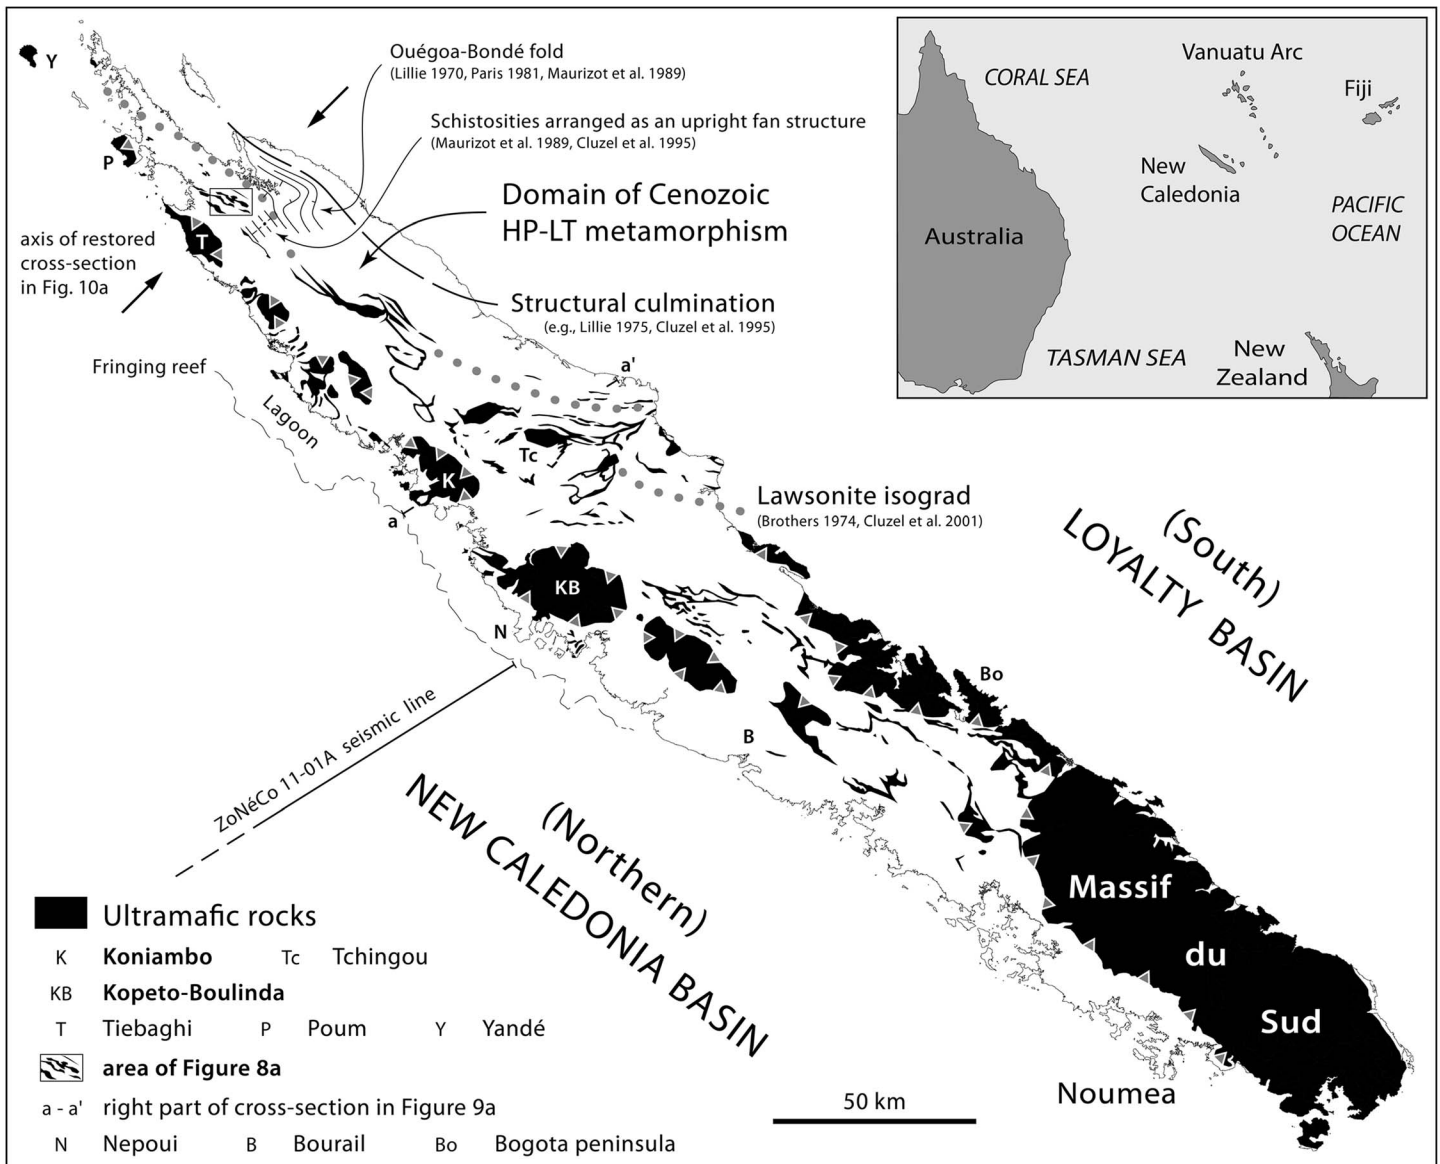 Y
Ouégoa-Bondé fold
(Lillie 1970, Paris 1981, Maurizot et al. 1989)
Schistosities arranged as an upright fan structure
(Maurizot et al. 1989, Cluzel et al. 1995)
P
Domain of Cenozoic
HP-LT metamorphism
T
axis of restored
cross-section
in Fig. 10a
Structural culmination
(e.g., Lillie 1975, Cluzel et al. 1995)
Fringing reef
Lagoon
a'
Tc
K
a
Lawsonite isograd
(Brothers 1974, Cluzel et al. 2001)
KB
N
(South)
LOYALTY BASIN
Bo
B
ZoNéCo 11-01A seismic line
(Northern)
NEW CALEDONIA BASIN
Massif
du
Sud
Noumea
50 km
CORAL SEA
Vanuatu Arc
Fiji
New
Caledonia
PACIFIC
OCEAN
Australia
TASMAN SEA
New
Zealand
Ultramafic rocks
K Koniambo Tc Tchingou
KB Kopeto-Boulinda
T Tiebaghi P Poum Y Yandé
area of Figure 8a
a - a' right part of cross-section in Figure 9a
N Nepoui B Bourail Bo Bogota peninsula